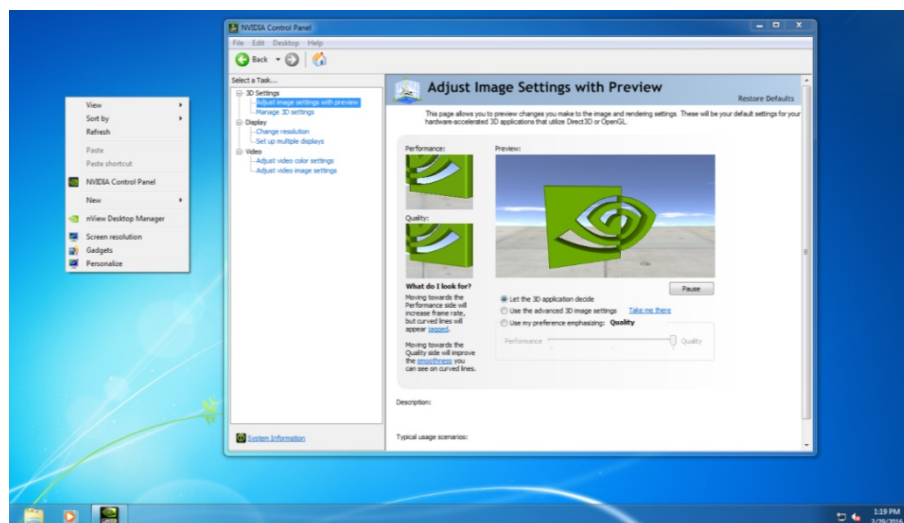 View
Sort by
Refresh
Paste
Paste shortcut
NVIDIA Control Panel
New
nView Desktop Manager
Screen resolution
Gadgets
Personalize
NVIDIA Control Panel
File Edit Desktop Help
Back
Select a Task...
3D Settings
Adjust image settings with preview
Manage 3D settings
Display
Change resolution
Set up multiple displays
Video
Adjust video color settings
Adjust video image settings
System Information
Adjust Image Settings with Preview
Restore Defaults
This page allows you to preview changes you make to the image and rendering settings. These will be your default settings for your
hardware-accelerated 3D applications that utilize Direct3D or OpenGL.
Performance:
Quality:
What do I look for?
Moving towards the
Performance side will
increase frame rate,
but curved lines will
appear jagged.
Moving towards the
Quality side will improve
the smoothness you
can see on curved lines.
Preview:
Pause
Let the 3D application decide
Use the advanced 3D image settings Take me there
Use my preference emphasizing: Quality
Performance Quality
Description:
Typical usage scenarios:
1:19 PM
3/29/2016